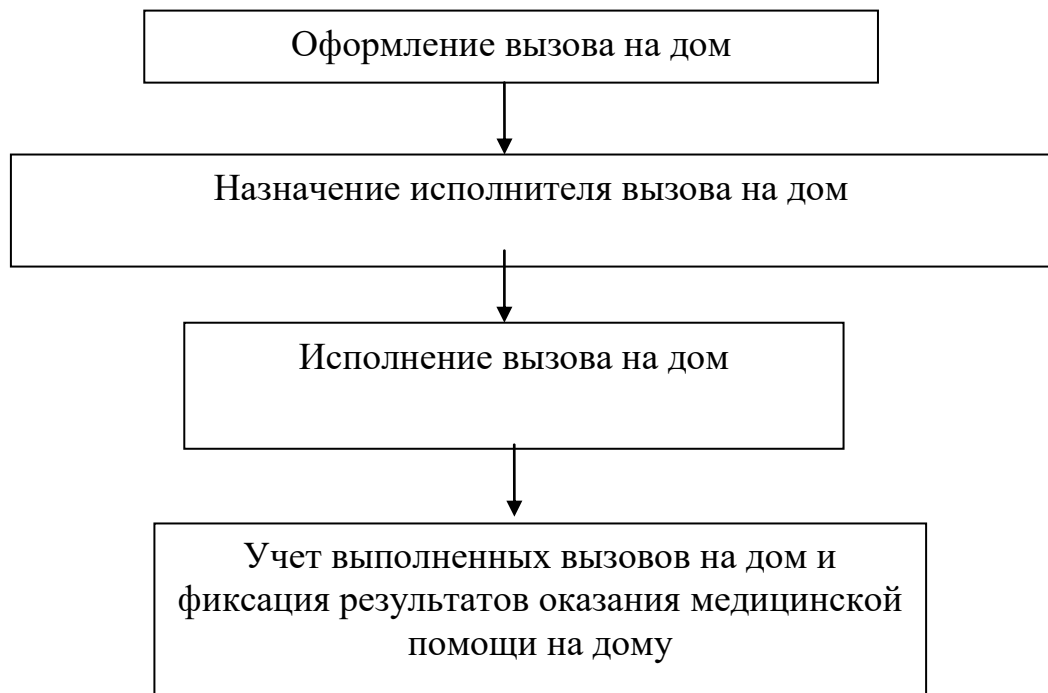 Оформление вызова на дом
Назначение исполнителя вызова на дом
Исполнение вызова на дом
Учет выполненных вызовов на дом и
фиксация результатов оказания медицинской
помощи на дому